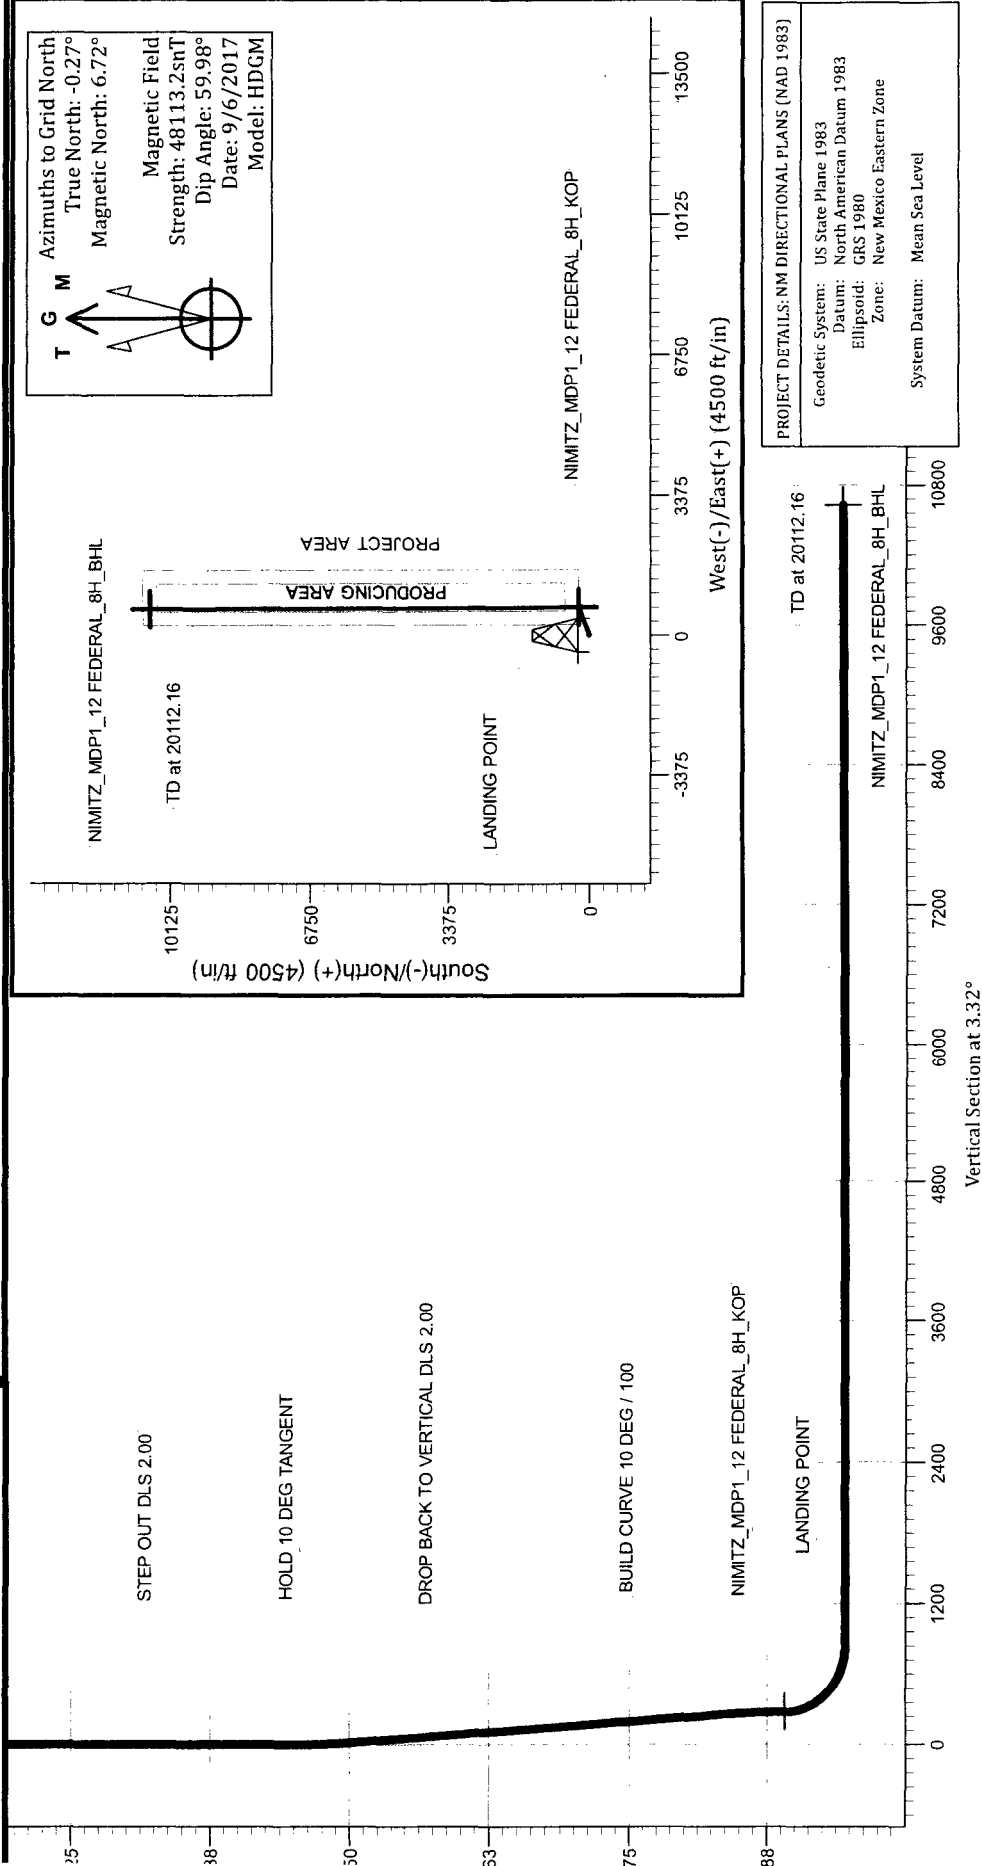 T G M
Azimuths to Grid North
True North: -0.27°
Magnetic North: 6.72°
Magnetic Field
Strength: 48113.2snT
Dip Angle: 59.98°
Date: 9/6/2017
Model: HDGM
NIMITZ_MDP1_12 FEDERAL_8H_BHL
TD at 20112.16
PROJECT AREA
PRODUCING AREA
LANDING POINT
NIMITZ_MDP1_12 FEDERAL_8H_KOP
South(-)/North(+) (4500 ft/in)
10125
6750
3375
0
-3375
0
3375
6750
10125
13500
West(-)/East(+) (4500 ft/in)
PROJECT DETAILS: NM DIRECTIONAL PLANS (NAD 1983)
Geodetic System: US State Plane 1983
Datum: North American Datum 1983
Ellipsoid: GRS 1980
Zone: New Mexico Eastern Zone
System Datum: Mean Sea Level
STEP OUT DLS 2.00
HOLD 10 DEG TANGENT
DROP BACK TO VERTICAL DLS 2.00
BUILD CURVE 10 DEG / 100
NIMITZ_MDP1_12 FEDERAL_8H_KOP
LANDING POINT
TD at 20112.16
NIMITZ_MDP1_12 FEDERAL_8H_BHL
25
38
50
63
75
88
0
1200
2400
3600
4800
6000
7200
8400
9600
10800
Vertical Section at 3.32°